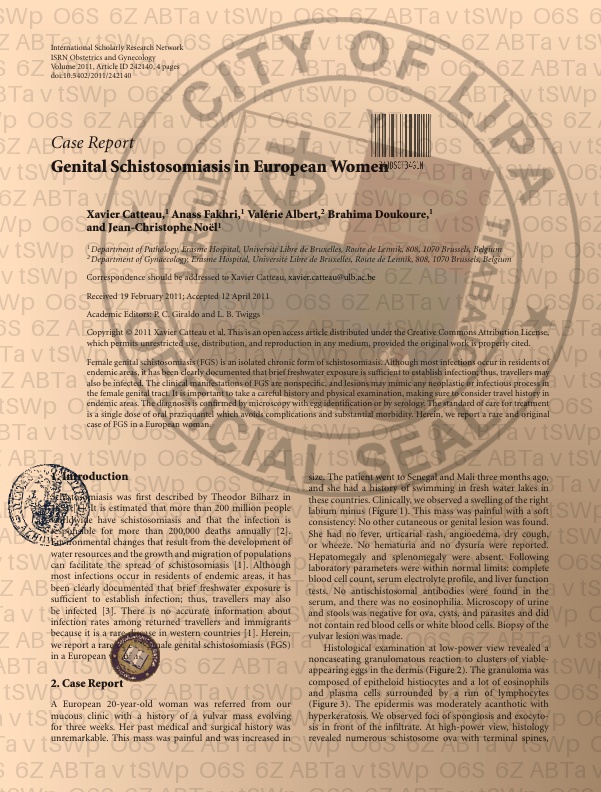 6Z ABTa v tSWp O6S
CITY OF LIPA
International Scholarly Research Network
ISRN Obstetrics and Gynecology
Volume 2011, Article ID 242140, 4 pages
doi:10.5402/2011/242140
Case Report
Genital Schistosomiasis in European Women
Xavier Catteau,1 Anass Fakhri,1 Valérie Albert,2 Brahima Doukoure,1
and Jean-Christophe Noël1
1 Department of Pathology, Erasme Hospital, Université Libre de Bruxelles, Route de Lennik, 808, 1070 Brussels, Belgium
2 Department of Gynaecology, Erasme Hospital, Université Libre de Bruxelles, Route de Lennik, 808, 1070 Brussels, Belgium
Correspondence should be addressed to Xavier Catteau, xavier.catteau@ulb.ac.be
Received 19 February 2011; Accepted 12 April 2011
Academic Editors: P. C. Giraldo and L. B. Twiggs
Copyright © 2011 Xavier Catteau et al. This is an open access article distributed under the Creative Commons Attribution License,
which permits unrestricted use, distribution, and reproduction in any medium, provided the original work is properly cited.
Female genital schistosomiasis (FGS) is an isolated chronic form of schistosomiasis. Although most infections occur in residents of
endemic areas, it has been clearly documented that brief freshwater exposure is sufficient to establish infection; thus, travellers may
also be infected. The clinical manifestations of FGS are nonspecific, and lesions may mimic any neoplastic or infectious process in
the female genital tract. It is important to take a careful history and physical examination, making sure to consider travel history in
endemic areas. The diagnosis is confirmed by microscopy with egg identification or by serology. The standard of care for treatment
is a single dose of oral praziquantel which avoids complications and substantial morbidity. Herein, we report a rare and original
case of FGS in a European woman.
OFFICIAL SEAL
1. Introduction
was first described by Theodor Bilharz in
It is estimated that more than 200 million people
have schistosomiasis and that the infection is
responsible for more than 200,000 deaths annually [2].
Environmental changes that result from the development of
water resources and the growth and migration of populations
can facilitate the spread of schistosomiasis [1]. Although
most infections occur in residents of endemic areas, it has
been clearly documented that brief freshwater exposure is
sufficient to establish infection; thus, travellers may also
be infected [3]. There is no accurate information about
infection rates among returned travellers and immigrants
because it is a rare disease in western countries [1]. Herein,
we report a rare genital schistosomiasis (FGS)
in a European
2. Case Report
A European 20-year-old woman was referred from our
mucous clinic with a history of a vulvar mass evolving
for three weeks. Her past medical and surgical history was
unremarkable. This mass was painful and was increased in
size. The patient went to Senegal and Mali three months ago,
and she had a history of swimming in fresh water lakes in
these countries. Clinically, we observed a swelling of the right
labium minus (Figure 1). This mass was painful with a soft
consistency. No other cutaneous or genital lesion was found.
She had no fever, urticarial rash, angioedema, dry cough,
or wheeze. No hematuria and no dysuria were reported.
Hepatomegaly and splenomegaly were absent. Following
laboratory parameters were within normal limits: complete
blood cell count, serum electrolyte profile, and liver function
tests. No antischistosomal antibodies were found in the
serum, and there was no eosinophilia. Microscopy of urine
and stools was negative for ova, cysts, and parasites and did
not contain red blood cells or white blood cells. Biopsy of the
vulvar lesion was made.
Histological examination at low-power view revealed a
noncaseating granulomatous reaction to clusters of viable-
appearing eggs in the dermis (Figure 2). The granuloma was
composed of epitheloid histiocytes and a lot of eosinophils
and plasma cells surrounded by a rim of lymphocytes
(Figure 3). The epidermis was moderately acanthotic with
hyperkeratosis. We observed foci of spongiosis and exocyto-
sis in front of the infiltrate. At high-power view, histology
revealed numerous schistosome ova with terminal spines,